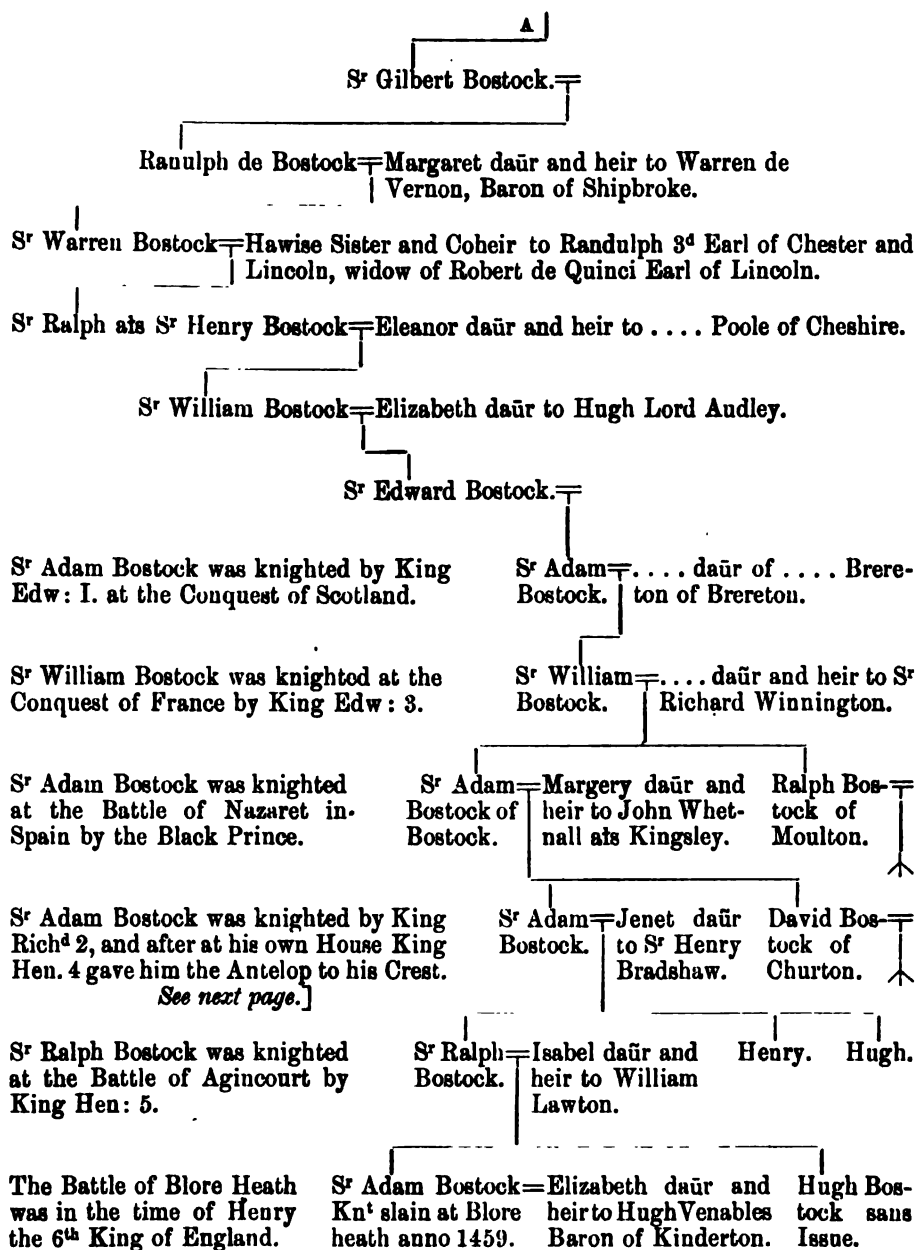 A
Sʳ Gilbert Bostock.
Ranulph de Bostock=Margaret daūr and heir to Warren de
Vernon, Baron of Shipbroke.
Sʳ Warren Bostock=Hawise Sister and Coheir to Randulph 3ᵈ Earl of Chester and
Lincoln, widow of Robert de Quinci Earl of Lincoln.
Sʳ Ralph ats Sʳ Henry Bostock=Eleanor daūr and heir to .... Poole of Cheshire.
Sʳ William Bostock=Elizabeth daūr to Hugh Lord Audley.
Sʳ Edward Bostock.
Sʳ Adam Bostock was knighted by King
Edw: I. at the Conquest of Scotland.
Sʳ Adam=.... daūr of .... Brere-
Bostock. ton of Brereton.
Sʳ William Bostock was knighted at the
Conquest of France by King Edw: 3.
Sʳ William=.... daūr and heir to Sʳ
Bostock. Richard Winnington.
Sʳ Adam Bostock was knighted
at the Battle of Nazaret in
Spain by the Black Prince.
Sʳ Adam
Bostock of
Bostock.
Margery daūr and
heir to John Whet-
nall ats Kingsley.
Ralph Bos-
tock of
Moulton.
Sʳ Adam Bostock was knighted by King
Richᵈ 2, and after at his own House King
Hen. 4 gave him the Antelop to his Crest.
See next page.]
Sʳ Adam
Bostock.
Jenet daūr
to Sʳ Henry
Bradshaw.
David Bos-
tock of
Churton.
Sʳ Ralph Bostock was knighted
at the Battle of Agincourt by
King Hen: 5.
Sʳ Ralph
Bostock.
Isabel daūr and
heir to William
Lawton.
Henry. Hugh.
The Battle of Blore Heath
was in the time of Henry
the 6ᵗʰ King of England.
Sʳ Adam Bostock
Knᵗ slain at Blore
heath anno 1459.
Elizabeth daūr and
heir to Hugh Venables
Baron of Kinderton.
Hugh Bos-
tock sans
Issue.